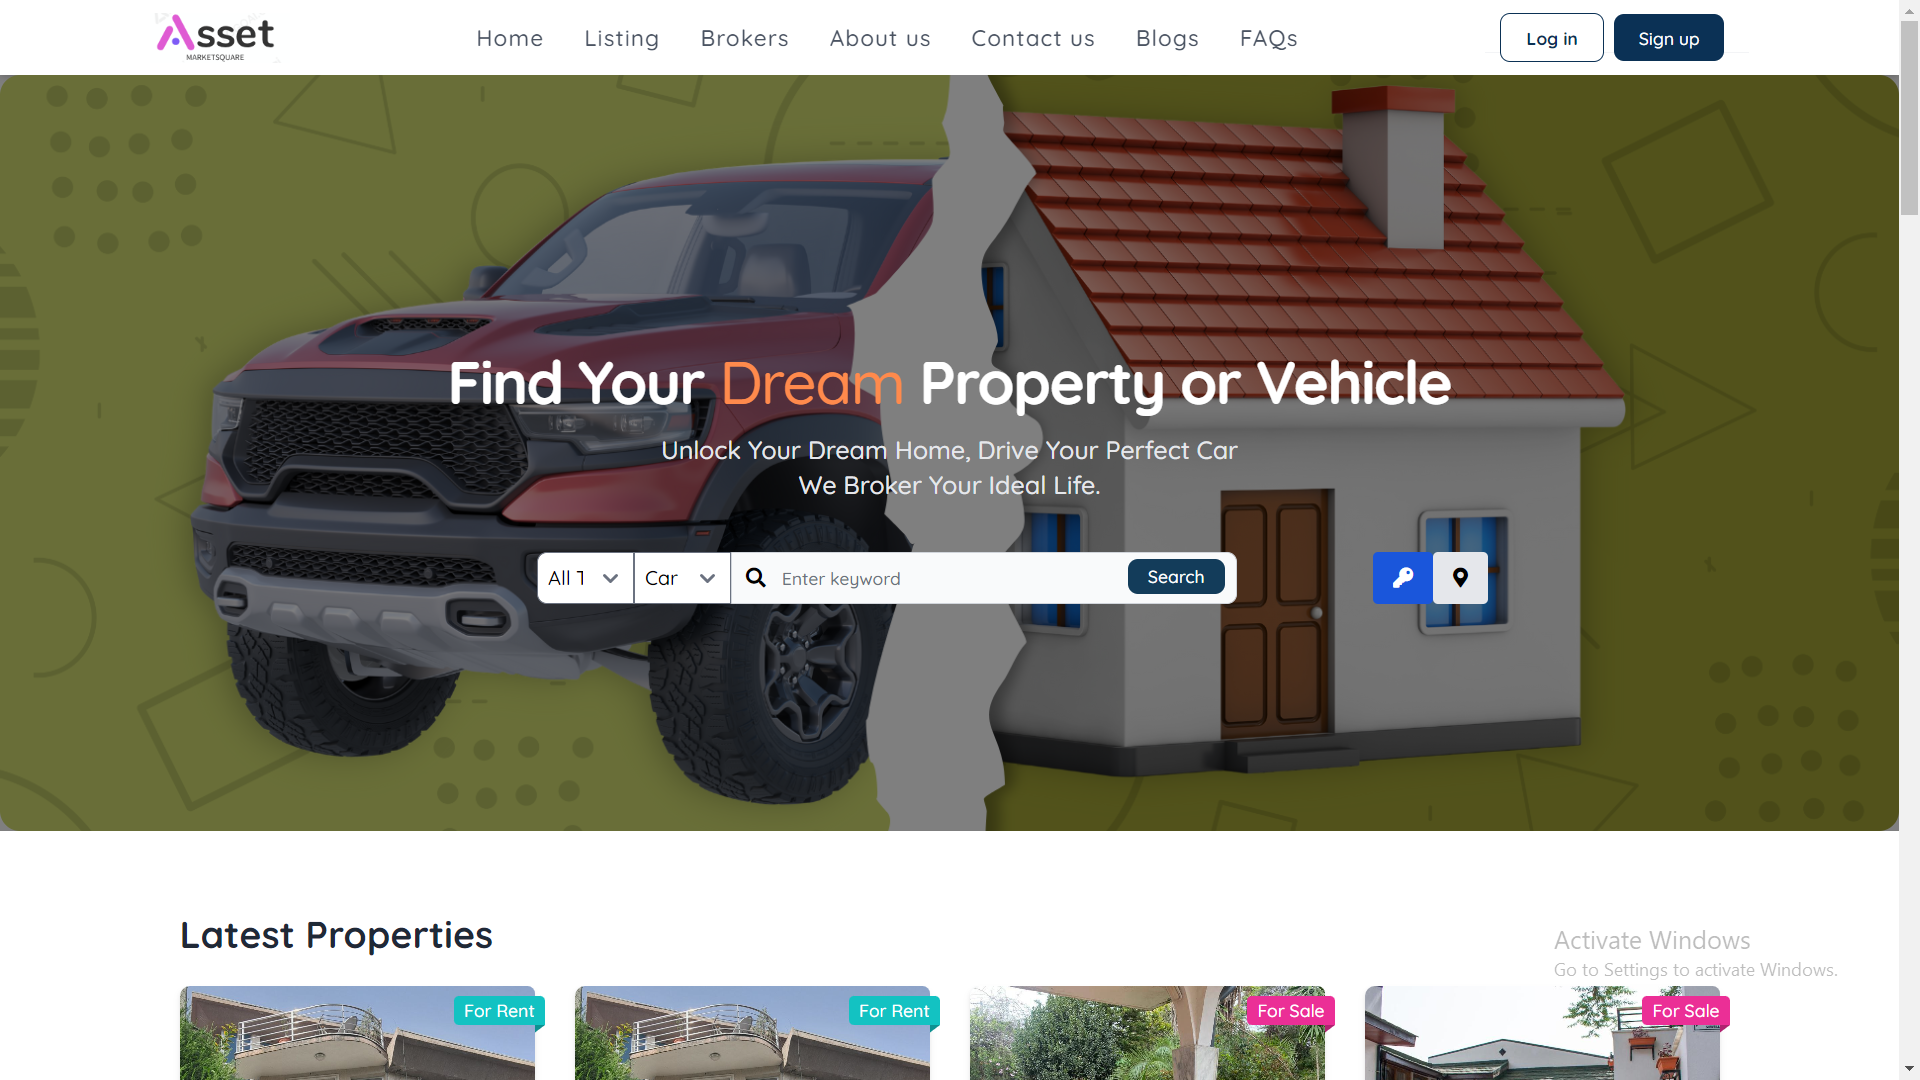 Asset
MARKETSQUARE
Home Listing Brokers About us Contact us Blogs FAQs
Log in Sign up
Find Your Dream Property or Vehicle
Unlock Your Dream Home, Drive Your Perfect Car
We Broker Your Ideal Life.
All T Car Enter keyword Search
Latest Properties
Activate Windows
Go to Settings to activate Windows.
For Rent For Rent For Sale For Sale